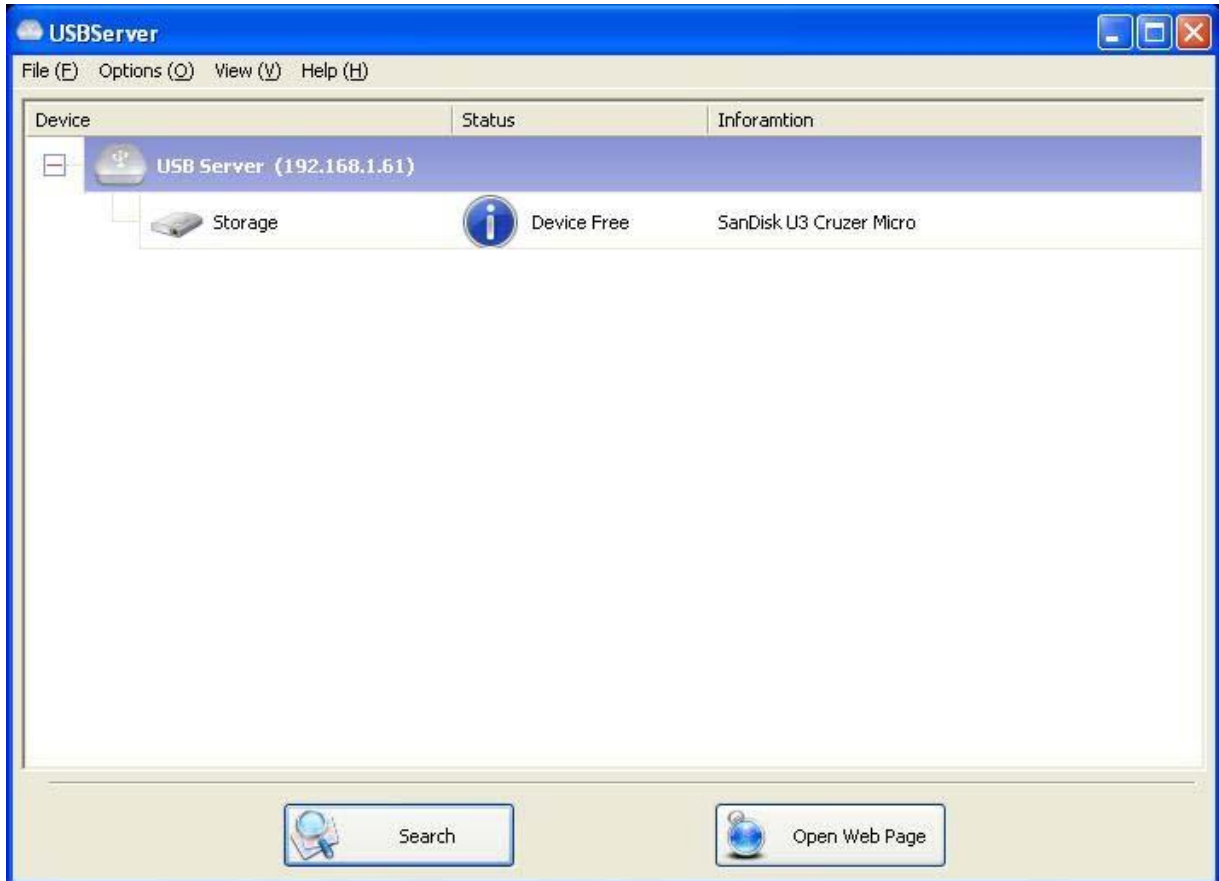 USBServer
File (F) Options (O) View (V) Help (H)
Device Status Inforamtion
USB Server (192.168.1.61)
Storage Device Free SanDisk U3 Cruzer Micro
Search Open Web Page